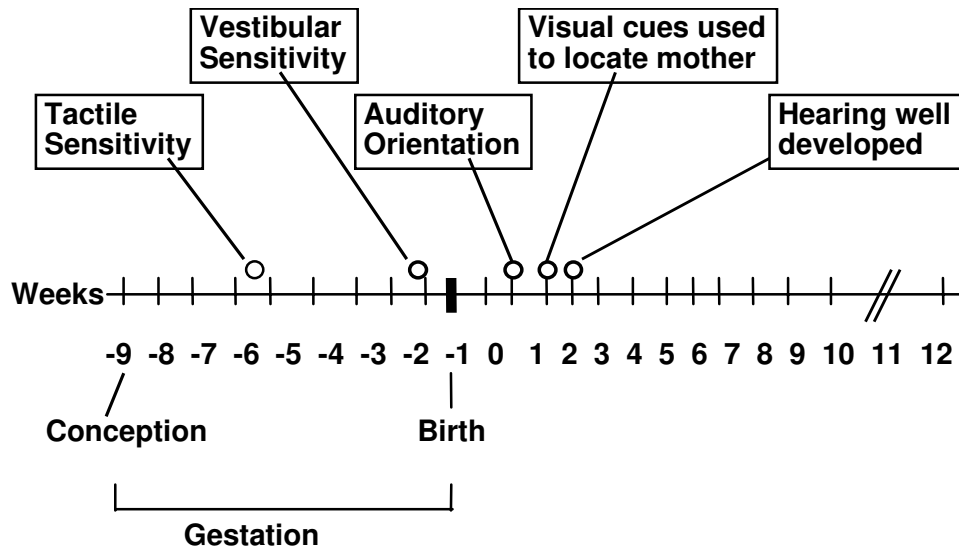 Vestibular
Sensitivity
Visual cues used
to locate mother
Tactile
Sensitivity
Auditory
Orientation
Hearing well
developed
Weeks
-9 -8 -7 -6 -5 -4 -3 -2 -1 0 1 2 3 4 5 6 7 8 9 10 11 12
Conception
Birth
Gestation